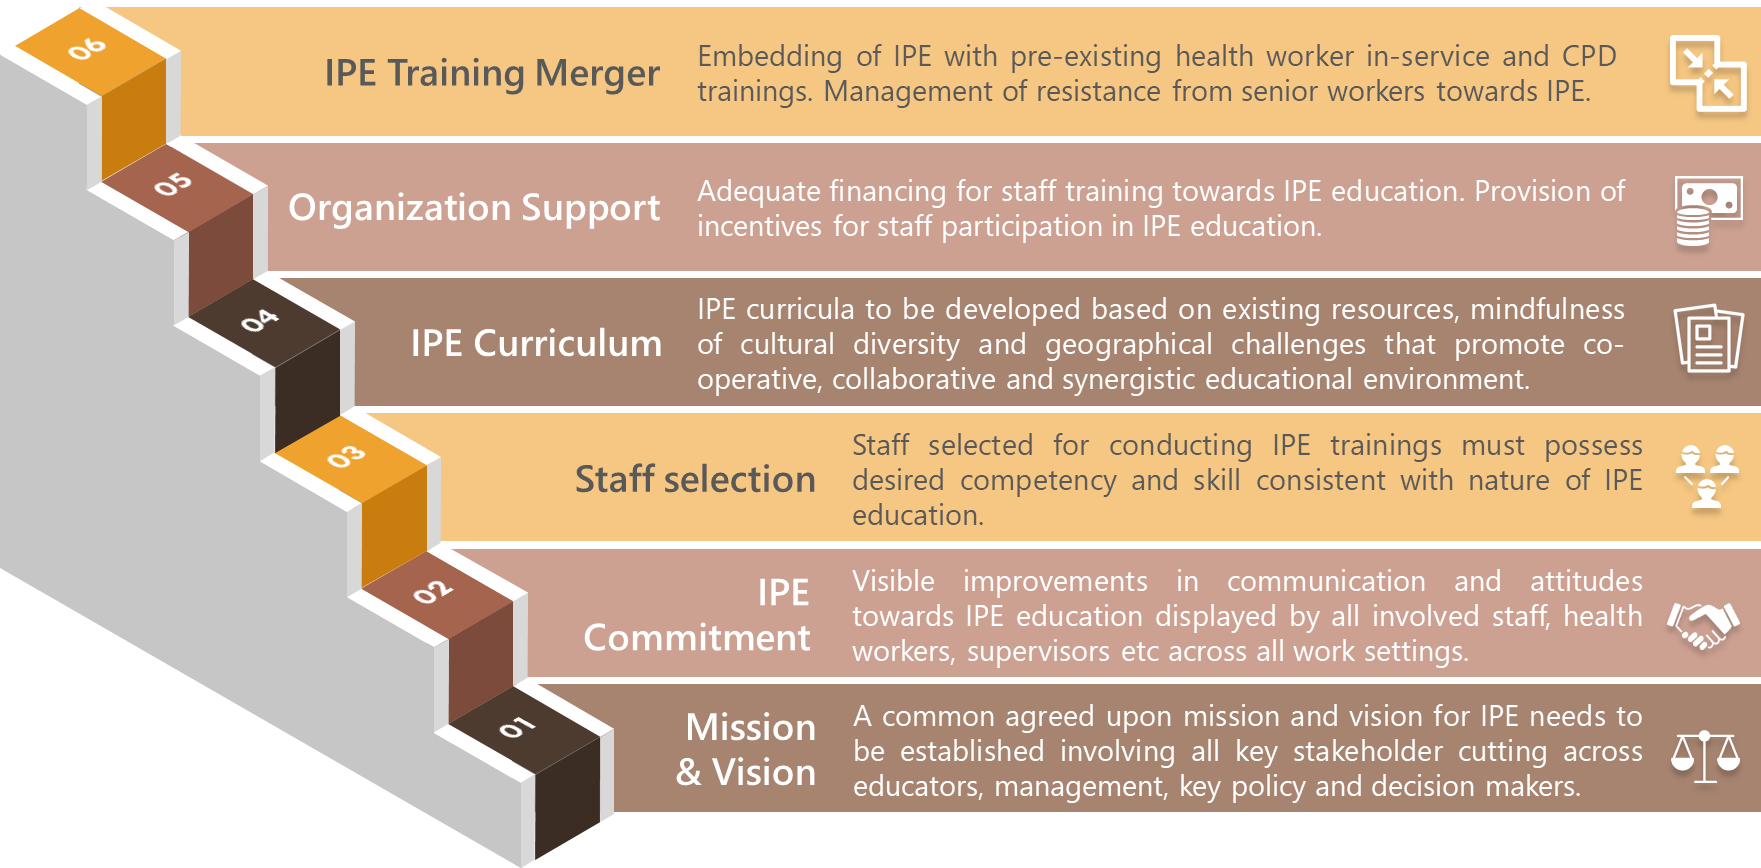 06
IPE Training Merger
Embedding of IPE with pre-existing health worker in-service and CPD
trainings. Management of resistance from senior workers towards IPE.
05
Organization Support
Adequate financing for staff training towards IPE education. Provision of
incentives for staff participation in IPE education.
04
IPE Curriculum
IPE curricula to be developed based on existing resources, mindfulness
of cultural diversity and geographical challenges that promote co-
operative, collaborative and synergistic educational environment.
03
Staff selection
Staff selected for conducting IPE trainings must possess
desired competency and skill consistent with nature of IPE
education.
02
IPE
Commitment
Visible improvements in communication and attitudes
towards IPE education displayed by all involved staff, health
workers, supervisors etc across all work settings.
01
Mission
& Vision
A common agreed upon mission and vision for IPE needs to
be established involving all key stakeholder cutting across
educators, management, key policy and decision makers.